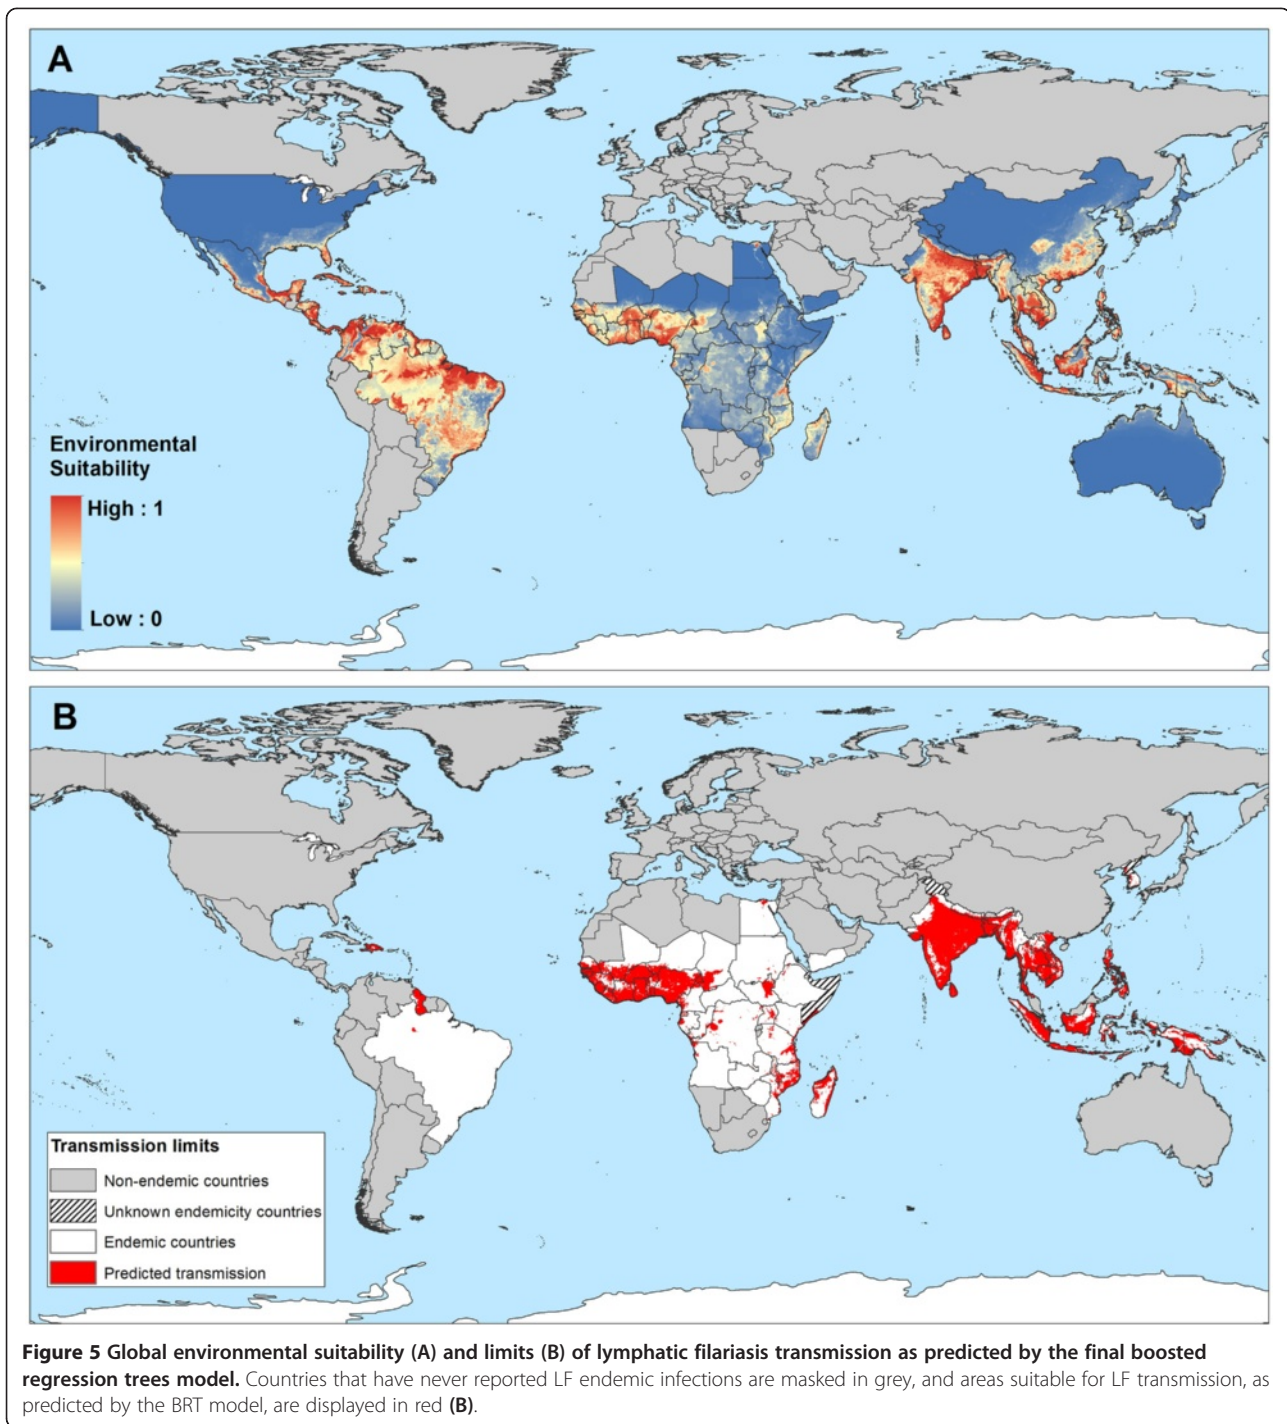 A
Environmental
Suitability
High : 1
Low : 0
B
Transmission limits
Non-endemic countries
Unknown endemicity countries
Endemic countries
Predicted transmission
Figure 5 Global environmental suitability (A) and limits (B) of lymphatic filariasis transmission as predicted by the final boosted
regression trees model. Countries that have never reported LF endemic infections are masked in grey, and areas suitable for LF transmission, as
predicted by the BRT model, are displayed in red (B).